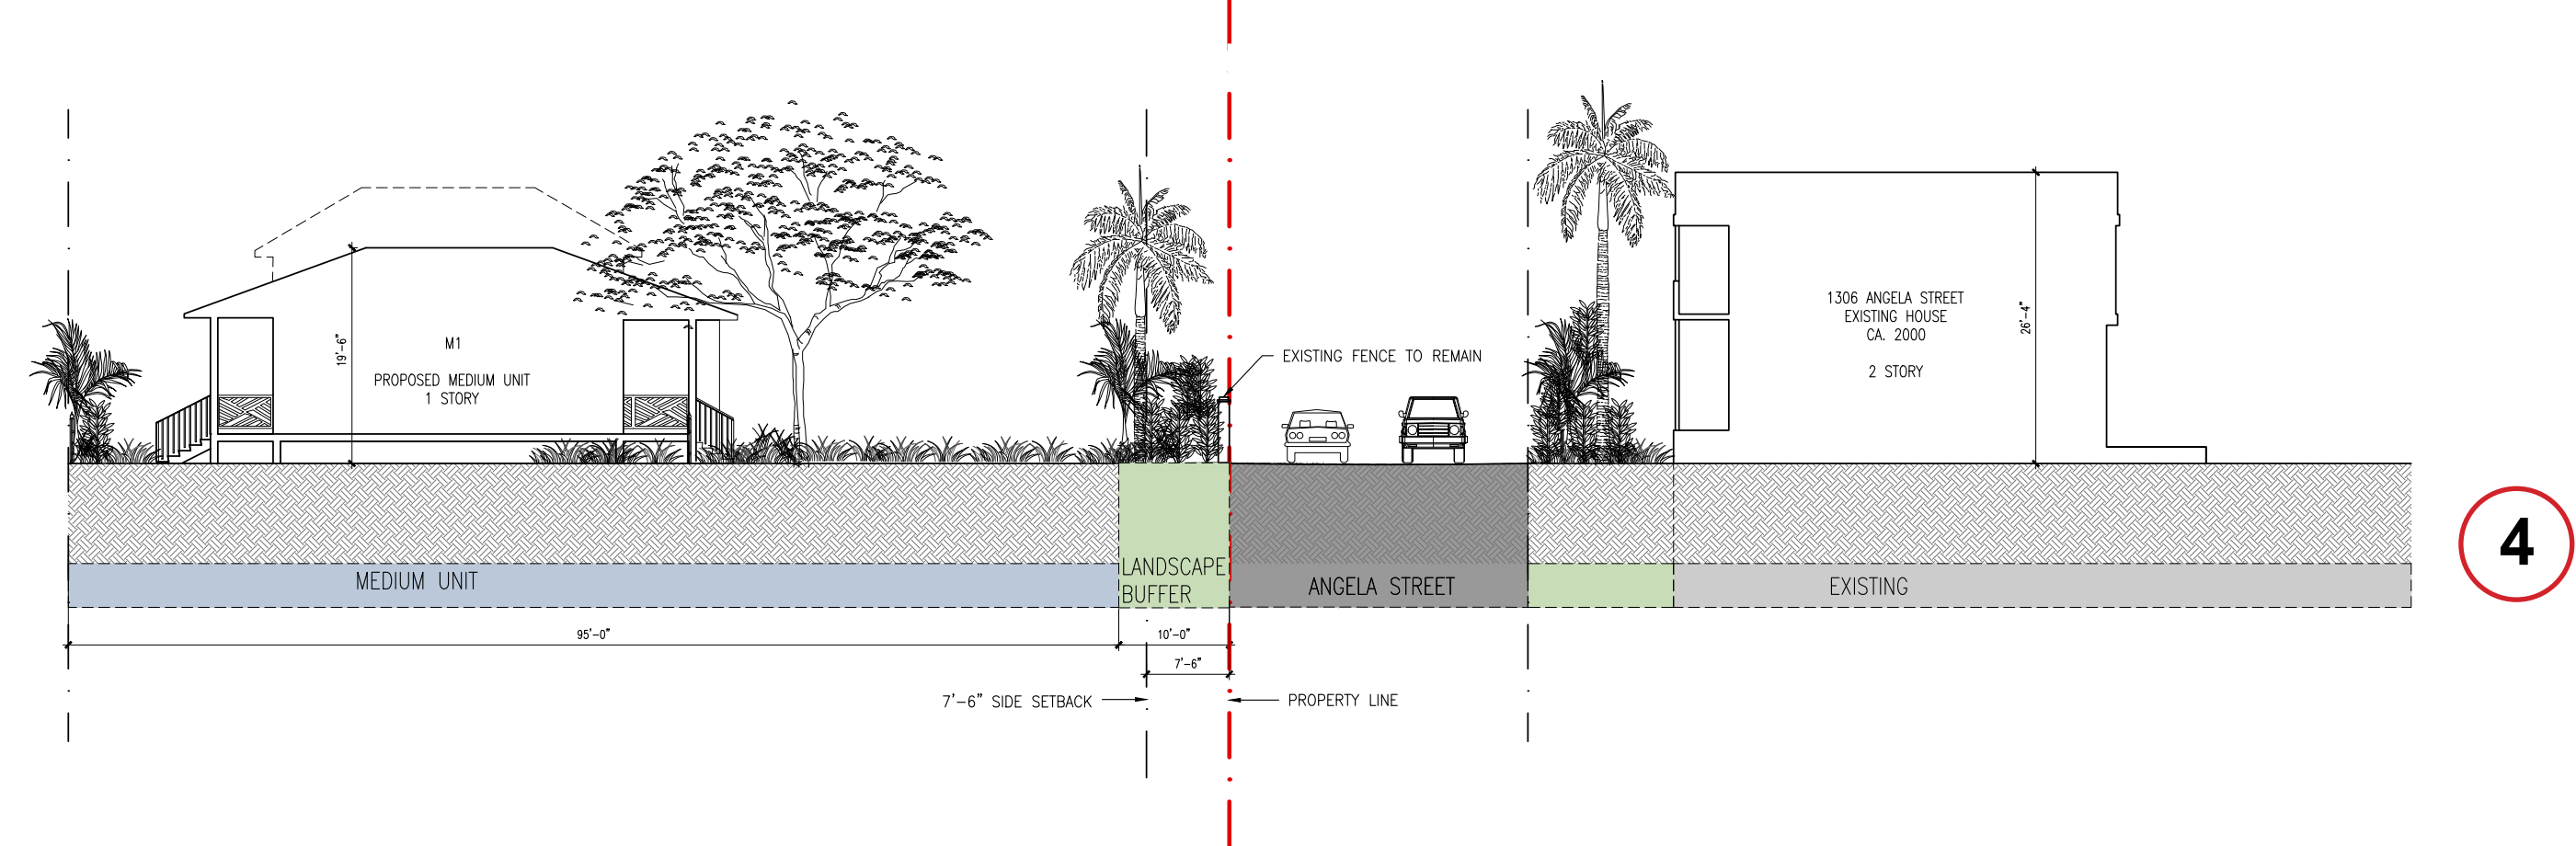 19'-6"
M1
PROPOSED MEDIUM UNIT
1 STORY
EXISTING FENCE TO REMAIN
1306 ANGELA STREET
EXISTING HOUSE
CA. 2000
2 STORY
26'-4"
MEDIUM UNIT
LANDSCAPE
BUFFER
ANGELA STREET
EXISTING
4
95'-0"
10'-0"
7'-6"
7'-6" SIDE SETBACK
PROPERTY LINE